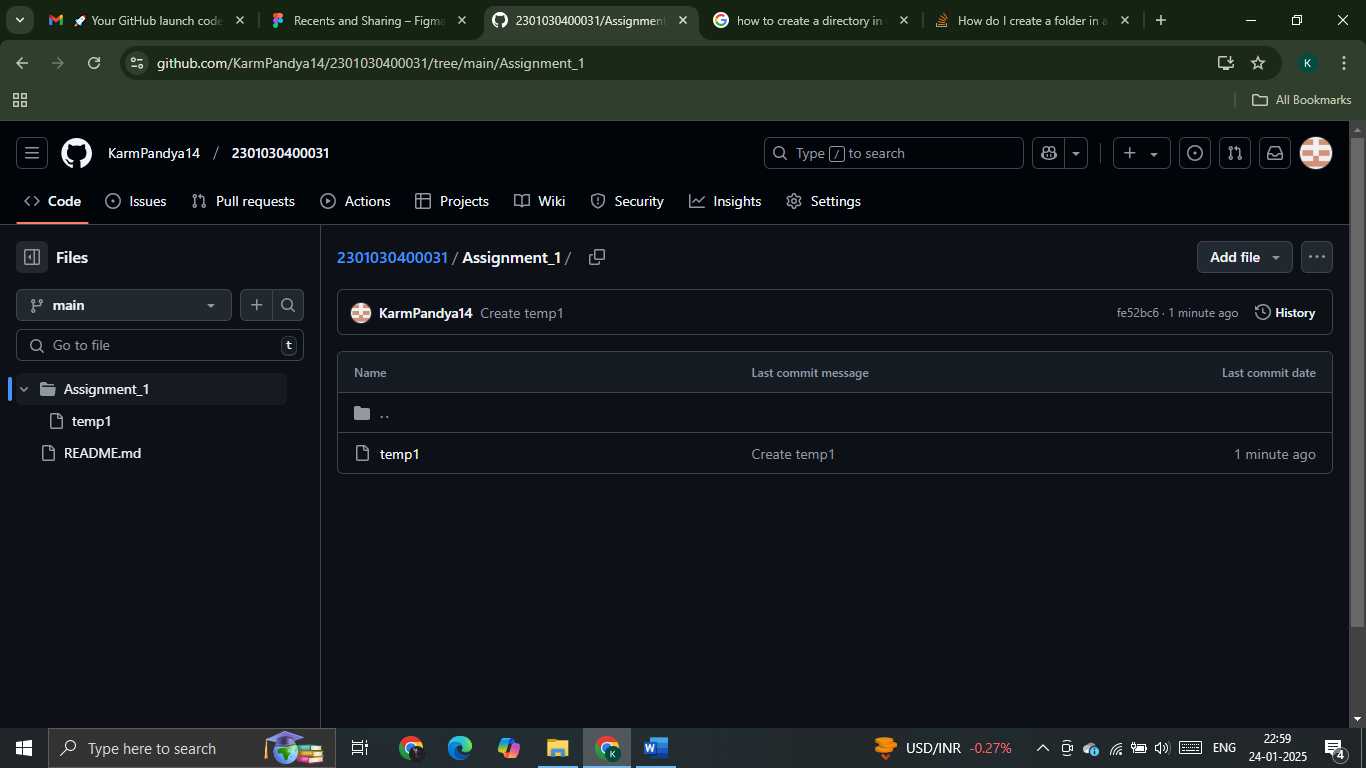 Your GitHub launch code
Recents and Sharing – Figma
2301030400031/Assignment
how to create a directory in
How do I create a folder in a
github.com/KarmPandya14/2301030400031/tree/main/Assignment_1
K
All Bookmarks
KarmPandya14 / 2301030400031
Type / to search
Code
Issues
Pull requests
Actions
Projects
Wiki
Security
Insights
Settings
Files
main
Go to file
t
Assignment_1
temp1
README.md
2301030400031 / Assignment_1 /
Add file
KarmPandya14 Create temp1
fe52bc6 · 1 minute ago
History
Name
Last commit message
Last commit date
..
temp1
Create temp1
1 minute ago
Type here to search
K
USD/INR -0.27%
ENG
22:59
24-01-2025
4